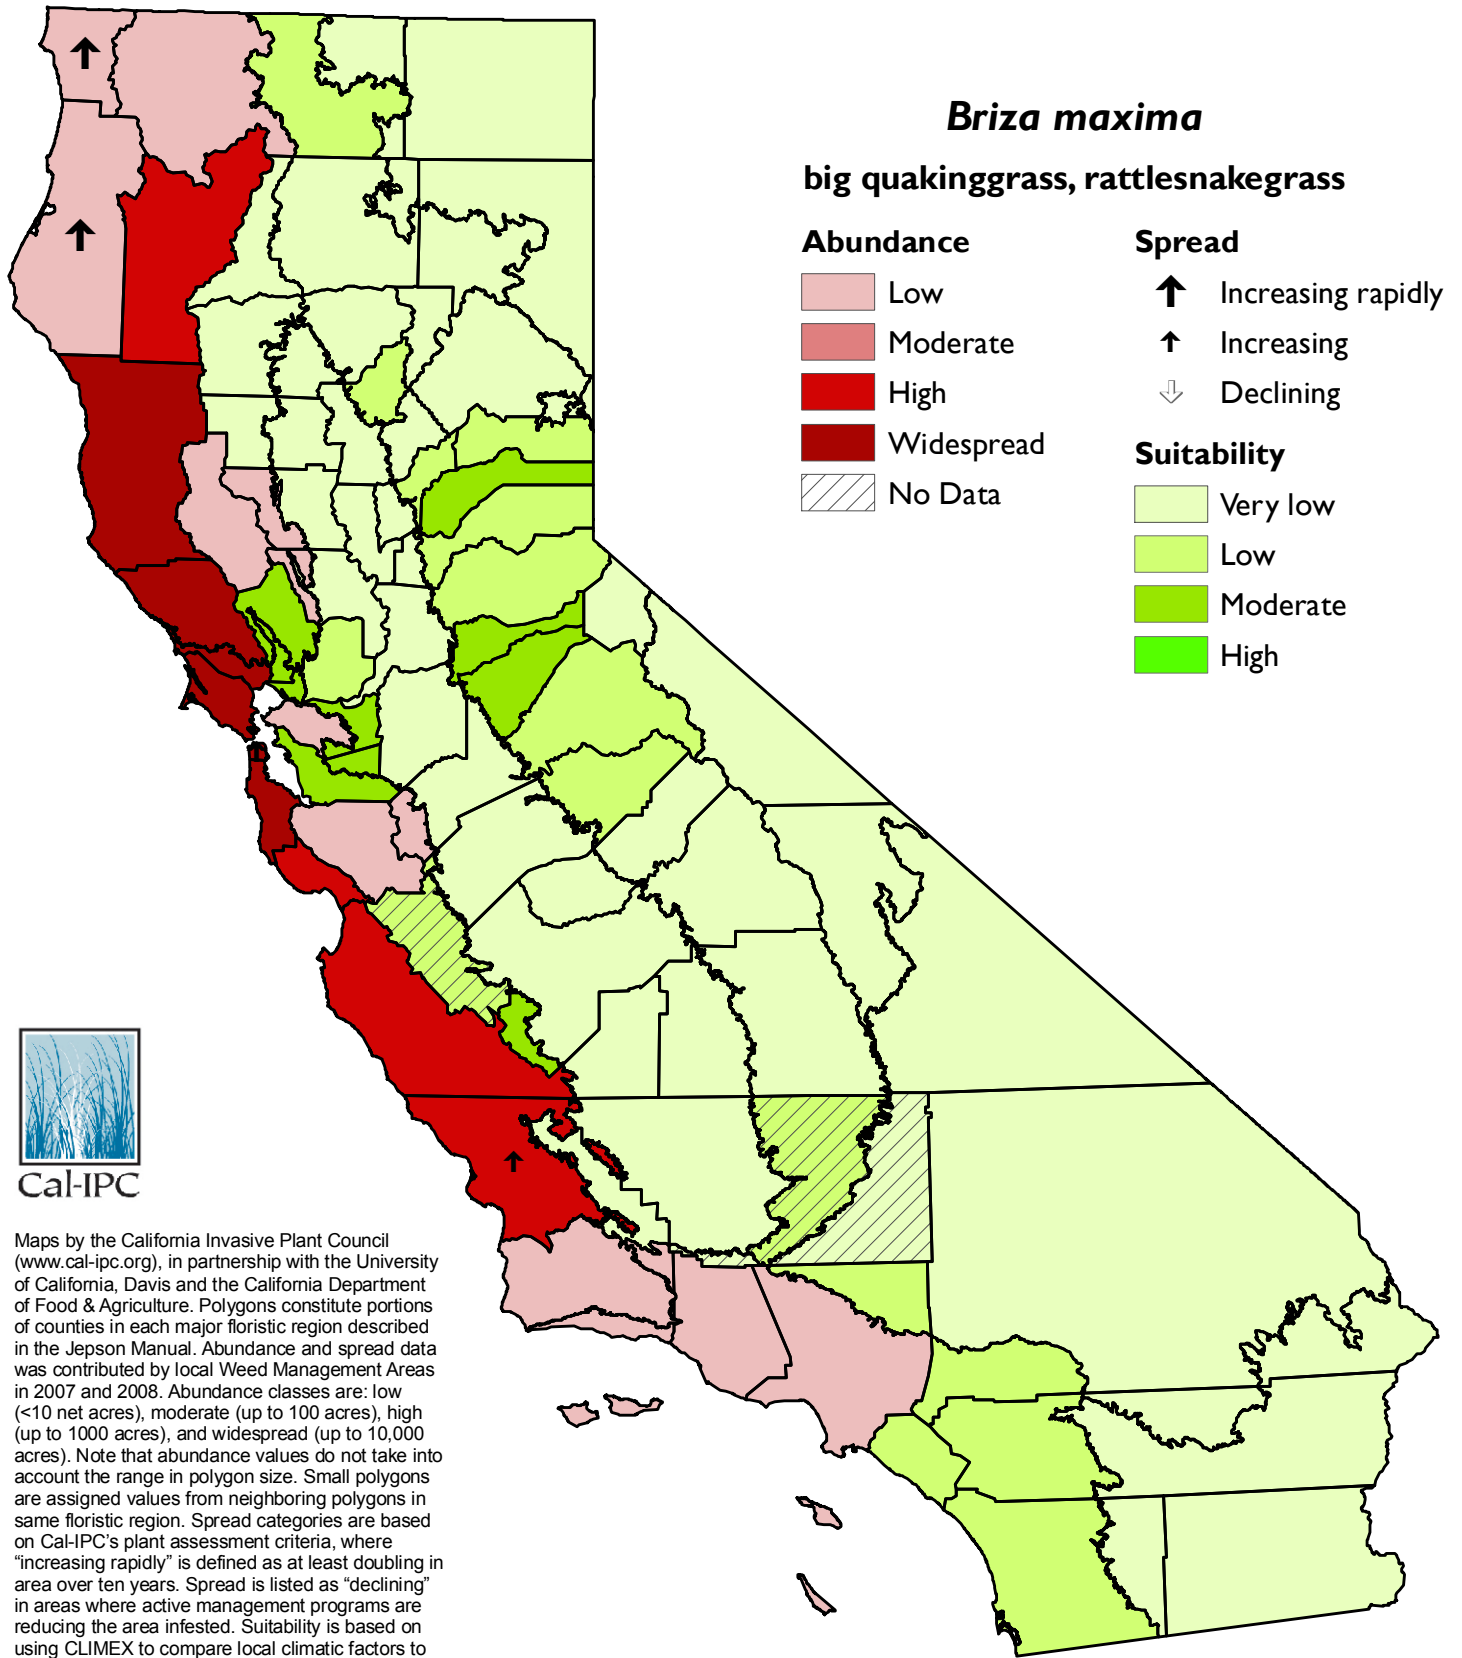 Briza maxima
big quakinggrass, rattlesnakegrass
Abundance
Low
Moderate
High
Widespread
No Data
Spread
Increasing rapidly
Increasing
Declining
Suitability
Very low
Low
Moderate
High
Cal-IPC
Maps by the California Invasive Plant Council
(www.cal-ipc.org), in partnership with the University
of California, Davis and the California Department
of Food & Agriculture. Polygons constitute portions
of counties in each major floristic region described
in the Jepson Manual. Abundance and spread data
was contributed by local Weed Management Areas
in 2007 and 2008. Abundance classes are: low
(<10 net acres), moderate (up to 100 acres), high
(up to 1000 acres), and widespread (up to 10,000
acres). Note that abundance values do not take into
account the range in polygon size. Small polygons
are assigned values from neighboring polygons in
same floristic region. Spread categories are based
on Cal-IPC's plant assessment criteria, where
“increasing rapidly” is defined as at least doubling in
area over ten years. Spread is listed as “declining”
in areas where active management programs are
reducing the area infested. Suitability is based on
using CLIMEX to compare local climatic factors to